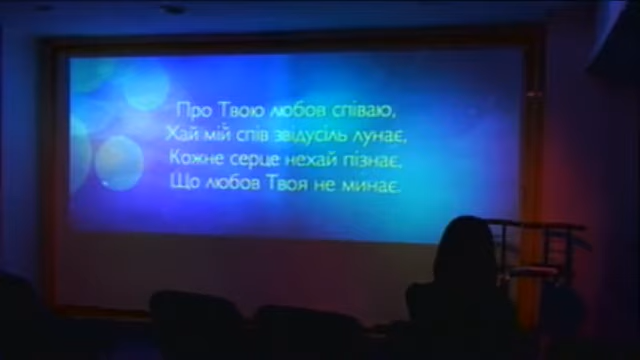 Про Твою любов співаю,
Хай мій спів звідусіль лунає,
Кожне серце нехай пізнає,
Що любов Твоя не минає.